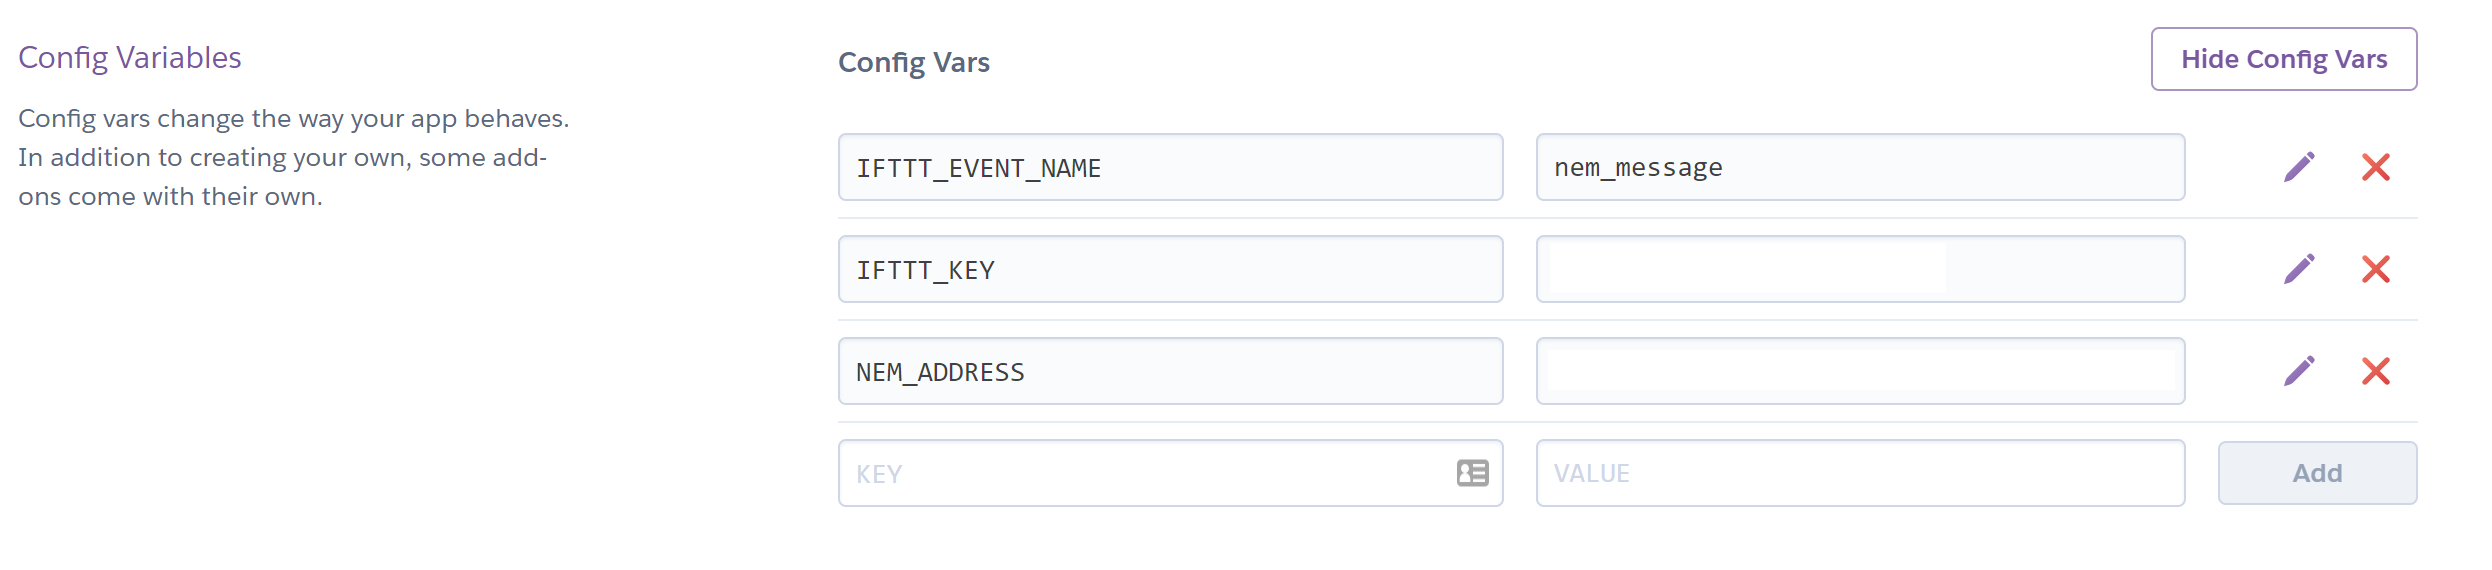 Config Variables
Config vars change the way your app behaves.
In addition to creating your own, some add-
ons come with their own.
Config Vars
Hide Config Vars
IFTTT_EVENT_NAME
nem_message
IFTTT_KEY
NEM_ADDRESS
KEY
VALUE
Add